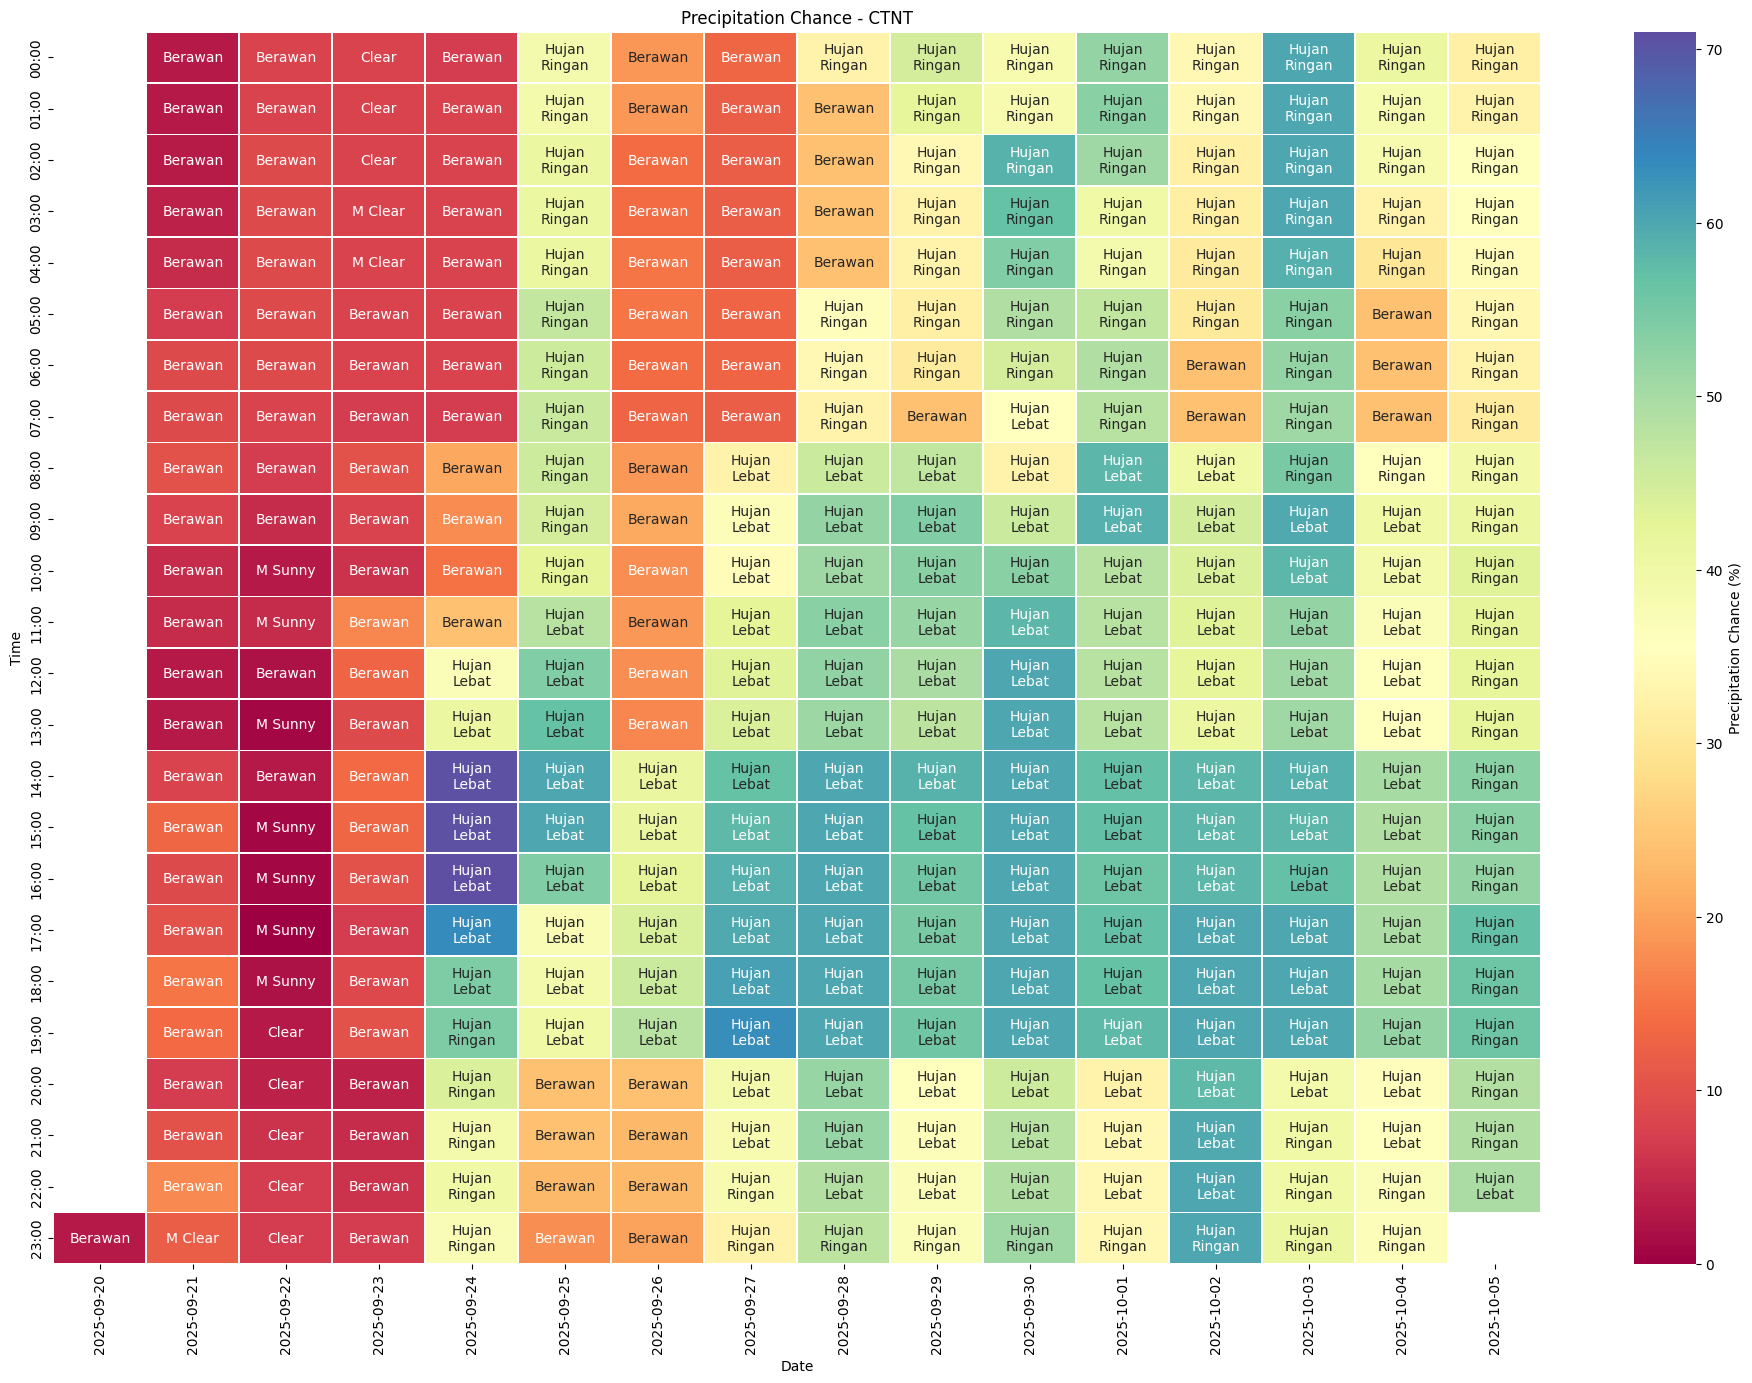 Precipitation Chance - CTNT
Time
00:00 Berawan Berawan Clear Berawan Hujan Ringan Berawan Berawan Hujan Ringan Hujan Ringan Hujan Ringan Hujan Ringan Hujan Ringan Hujan Ringan Hujan Ringan Hujan Ringan
01:00 Berawan Berawan Clear Berawan Hujan Ringan Berawan Berawan Berawan Hujan Ringan Hujan Ringan Hujan Ringan Hujan Ringan Hujan Ringan Hujan Ringan Hujan Ringan
02:00 Berawan Berawan Clear Berawan Hujan Ringan Berawan Berawan Berawan Hujan Ringan Hujan Ringan Hujan Ringan Hujan Ringan Hujan Ringan Hujan Ringan Hujan Ringan
03:00 Berawan Berawan M Clear Berawan Hujan Ringan Berawan Berawan Berawan Hujan Ringan Hujan Ringan Hujan Ringan Hujan Ringan Hujan Ringan Hujan Ringan Hujan Ringan
04:00 Berawan Berawan M Clear Berawan Hujan Ringan Berawan Berawan Berawan Hujan Ringan Hujan Ringan Hujan Ringan Hujan Ringan Hujan Ringan Hujan Ringan Hujan Ringan
05:00 Berawan Berawan Berawan Berawan Hujan Ringan Berawan Berawan Hujan Ringan Hujan Ringan Hujan Ringan Hujan Ringan Hujan Ringan Hujan Ringan Berawan Hujan Ringan
06:00 Berawan Berawan Berawan Berawan Hujan Ringan Berawan Berawan Hujan Ringan Hujan Ringan Hujan Ringan Hujan Ringan Berawan Hujan Ringan Berawan Hujan Ringan
07:00 Berawan Berawan Berawan Berawan Hujan Ringan Berawan Berawan Hujan Ringan Berawan Hujan Lebat Hujan Ringan Berawan Hujan Ringan Berawan Hujan Ringan
08:00 Berawan Berawan Berawan Berawan Hujan Ringan Berawan Hujan Lebat Hujan Lebat Hujan Lebat Hujan Lebat Hujan Lebat Hujan Lebat Hujan Ringan Hujan Ringan Hujan Ringan
09:00 Berawan Berawan Berawan Berawan Hujan Ringan Berawan Hujan Lebat Hujan Lebat Hujan Lebat Hujan Lebat Hujan Lebat Hujan Lebat Hujan Lebat Hujan Lebat Hujan Ringan
10:00 Berawan M Sunny Berawan Berawan Hujan Ringan Berawan Hujan Lebat Hujan Lebat Hujan Lebat Hujan Lebat Hujan Lebat Hujan Lebat Hujan Lebat Hujan Lebat Hujan Ringan
11:00 Berawan M Sunny Berawan Berawan Hujan Lebat Berawan Hujan Lebat Hujan Lebat Hujan Lebat Hujan Lebat Hujan Lebat Hujan Lebat Hujan Lebat Hujan Lebat Hujan Ringan
12:00 Berawan Berawan Berawan Hujan Lebat Hujan Lebat Berawan Hujan Lebat Hujan Lebat Hujan Lebat Hujan Lebat Hujan Lebat Hujan Lebat Hujan Lebat Hujan Lebat Hujan Ringan
13:00 Berawan M Sunny Berawan Hujan Lebat Hujan Lebat Berawan Hujan Lebat Hujan Lebat Hujan Lebat Hujan Lebat Hujan Lebat Hujan Lebat Hujan Lebat Hujan Lebat Hujan Ringan
14:00 Berawan Berawan Berawan Hujan Lebat Hujan Lebat Hujan Lebat Hujan Lebat Hujan Lebat Hujan Lebat Hujan Lebat Hujan Lebat Hujan Lebat Hujan Lebat Hujan Lebat Hujan Ringan
15:00 Berawan M Sunny Berawan Hujan Lebat Hujan Lebat Hujan Lebat Hujan Lebat Hujan Lebat Hujan Lebat Hujan Lebat Hujan Lebat Hujan Lebat Hujan Lebat Hujan Lebat Hujan Ringan
16:00 Berawan M Sunny Berawan Hujan Lebat Hujan Lebat Hujan Lebat Hujan Lebat Hujan Lebat Hujan Lebat Hujan Lebat Hujan Lebat Hujan Lebat Hujan Lebat Hujan Lebat Hujan Ringan
17:00 Berawan M Sunny Berawan Hujan Lebat Hujan Lebat Hujan Lebat Hujan Lebat Hujan Lebat Hujan Lebat Hujan Lebat Hujan Lebat Hujan Lebat Hujan Lebat Hujan Lebat Hujan Ringan
18:00 Berawan M Sunny Berawan Hujan Lebat Hujan Lebat Hujan Lebat Hujan Lebat Hujan Lebat Hujan Lebat Hujan Lebat Hujan Lebat Hujan Lebat Hujan Lebat Hujan Lebat Hujan Ringan
19:00 Berawan Clear Berawan Hujan Ringan Hujan Lebat Hujan Lebat Hujan Lebat Hujan Lebat Hujan Lebat Hujan Lebat Hujan Lebat Hujan Lebat Hujan Lebat Hujan Lebat Hujan Ringan
20:00 Berawan Clear Berawan Hujan Ringan Berawan Berawan Hujan Lebat Hujan Lebat Hujan Lebat Hujan Lebat Hujan Lebat Hujan Lebat Hujan Lebat Hujan Lebat Hujan Ringan
21:00 Berawan Clear Berawan Hujan Ringan Berawan Berawan Hujan Lebat Hujan Lebat Hujan Lebat Hujan Lebat Hujan Lebat Hujan Lebat Hujan Ringan Hujan Lebat Hujan Ringan
22:00 Berawan Clear Berawan Hujan Ringan Berawan Berawan Hujan Ringan Hujan Lebat Hujan Lebat Hujan Lebat Hujan Lebat Hujan Lebat Hujan Ringan Hujan Ringan Hujan Lebat
23:00 Berawan M Clear Clear Berawan Hujan Ringan Berawan Berawan Hujan Ringan Hujan Ringan Hujan Ringan Hujan Ringan Hujan Ringan Hujan Ringan Hujan Ringan Hujan Ringan
2025-09-20 2025-09-21 2025-09-22 2025-09-23 2025-09-24 2025-09-25 2025-09-26 2025-09-27 2025-09-28 2025-09-29 2025-09-30 2025-10-01 2025-10-02 2025-10-03 2025-10-04 2025-10-05
Date
70
60
50
40
30
20
10
0
Precipitation Chance (%)